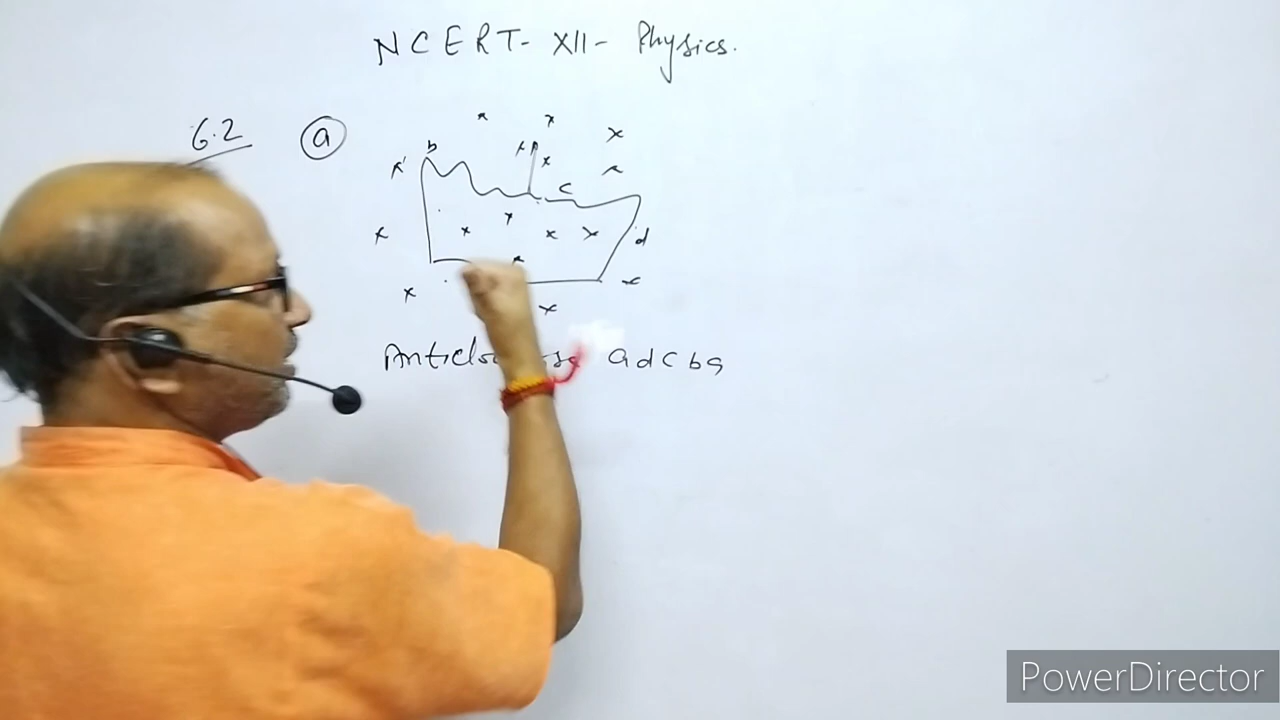 NCERT- XII- Physics.
6.2 a
b
c
d
adcba
PowerDirector